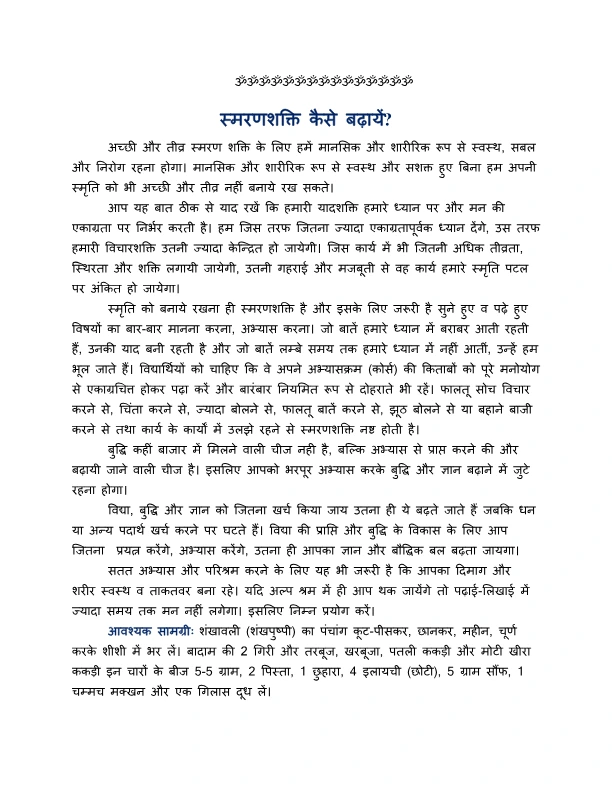 ॐॐॐॐॐॐॐॐॐॐॐॐॐॐॐ
स्मरणशक्ति कैसे बढ़ायें?
अच्छी और तीव्र स्मरण शक्ति के लिए हमें मानसिक और शारीरिक रूप से स्वस्थ, सबल
और निरोग रहना होगा। मानसिक और शारीरिक रूप से स्वस्थ और सशक्त हुए बिना हम अपनी
स्मृति को भी अच्छी और तीव्र नहीं बनाये रख सकते।
आप यह बात ठीक से याद रखें कि हमारी यादशक्ति हमारे ध्यान पर और मन की
एकाग्रता पर निर्भर करती है। हम जिस तरफ जितना ज्यादा एकाग्रतापूर्वक ध्यान देंगे, उस तरफ
हमारी विचारशक्ति उतनी ज्यादा केन्द्रित हो जायेगी। जिस कार्य में भी जितनी अधिक तीव्रता,
स्थिरता और शक्ति लगायी जायेगी, उतनी गहराई और मजबूती से वह कार्य हमारे स्मृति पटल
पर अंकित हो जायेगा।
स्मृति को बनाये रखना ही स्मरणशक्ति है और इसके लिए जरूरी है सुने हुए व पढ़े हुए
विषयों का बार-बार मानना करना, अभ्यास करना। जो बातें हमारे ध्यान में बराबर आती रहती
हैं, उनकी याद बनी रहती है और जो बातें लम्बे समय तक हमारे ध्यान में नहीं आतीं, उन्हें हम
भूल जाते हैं। विद्यार्थियों को चाहिए कि वे अपने अभ्यासक्रम (कोर्स) की किताबों को पूरे मनोयोग
से एकाग्रचित्त होकर पढ़ा करें और बारंबार नियमित रूप से दोहराते भी रहें। फालतू सोच विचार
करने से, चिंता करने से, ज्यादा बोलने से, फालतू बातें करने से, झूठ बोलने से या बहाने बाजी
करने से तथा कार्य के कार्यों में उलझे रहने से स्मरणशक्ति नष्ट होती है।
बुद्धि कहीं बाजार में मिलने वाली चीज नही है, बल्कि अभ्यास से प्राप्त करने की और
बढ़ायी जाने वाली चीज है। इसलिए आपको भरपूर अभ्यास करके बुद्धि और ज्ञान बढ़ाने में जुटे
रहना होगा।
विद्या, बुद्धि और ज्ञान को जितना खर्च किया जाय उतना ही ये बढ़ते जाते हैं जबकि धन
या अन्य पदार्थ खर्च करने पर घटते हैं। विद्या की प्राप्ति और बुद्धि के विकास के लिए आप
जितना प्रयत्न करेंगे, अभ्यास करेंगे, उतना ही आपका ज्ञान और बौद्धिक बल बढ़ता जायगा।
सतत अभ्यास और परिश्रम करने के लिए यह भी जरूरी है कि आपका दिमाग और
शरीर स्वस्थ व ताकतवर बना रहे। यदि अल्प श्रम में ही आप थक जायेंगे तो पढ़ाई-लिखाई में
ज्यादा समय तक मन नहीं लगेगा। इसलिए निम्न प्रयोग करें।
आवश्यक सामग्रीः शंखावली (शंखपुष्पी) का पंचांग कूट-पीसकर, छानकर, महीन, चूर्ण
करके शीशी में भर लें। बादाम की 2 गिरी और तरबूज, खरबूजा, पतली ककड़ी और मोटी खीरा
ककड़ी इन चारों के बीज 5-5 ग्राम, 2 पिस्ता, 1 छुहारा, 4 इलायची (छोटी), 5 ग्राम सौंफ, 1
चम्मच मक्खन और एक गिलास दूध लें।